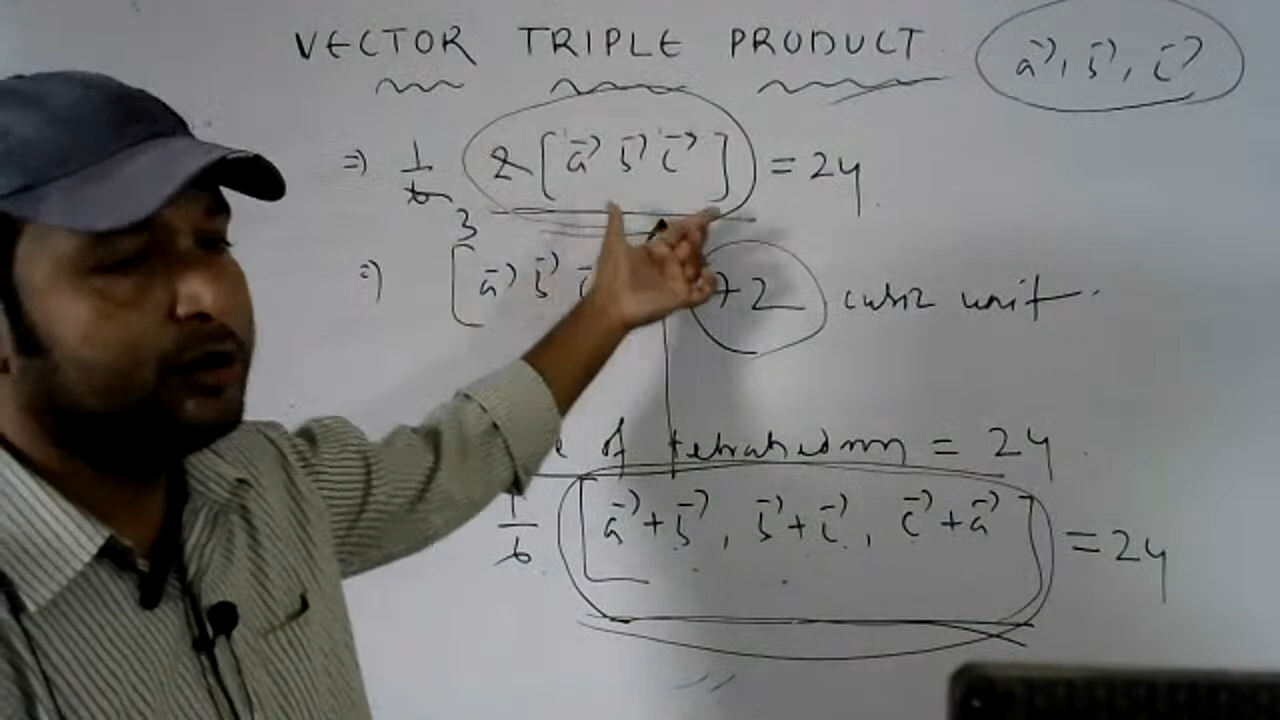 VECTOR TRIPLE PRODUCT
a⃗, b⃗, c⃗
⇒) 1/6 2[a⃗ b⃗ c⃗] = 24
3
⇒) [a⃗ b⃗ c 72 cubic unit.
of tetrahedron = 24.
1/6 [a⃗+b⃗, b⃗+c⃗, c⃗+a⃗] = 24